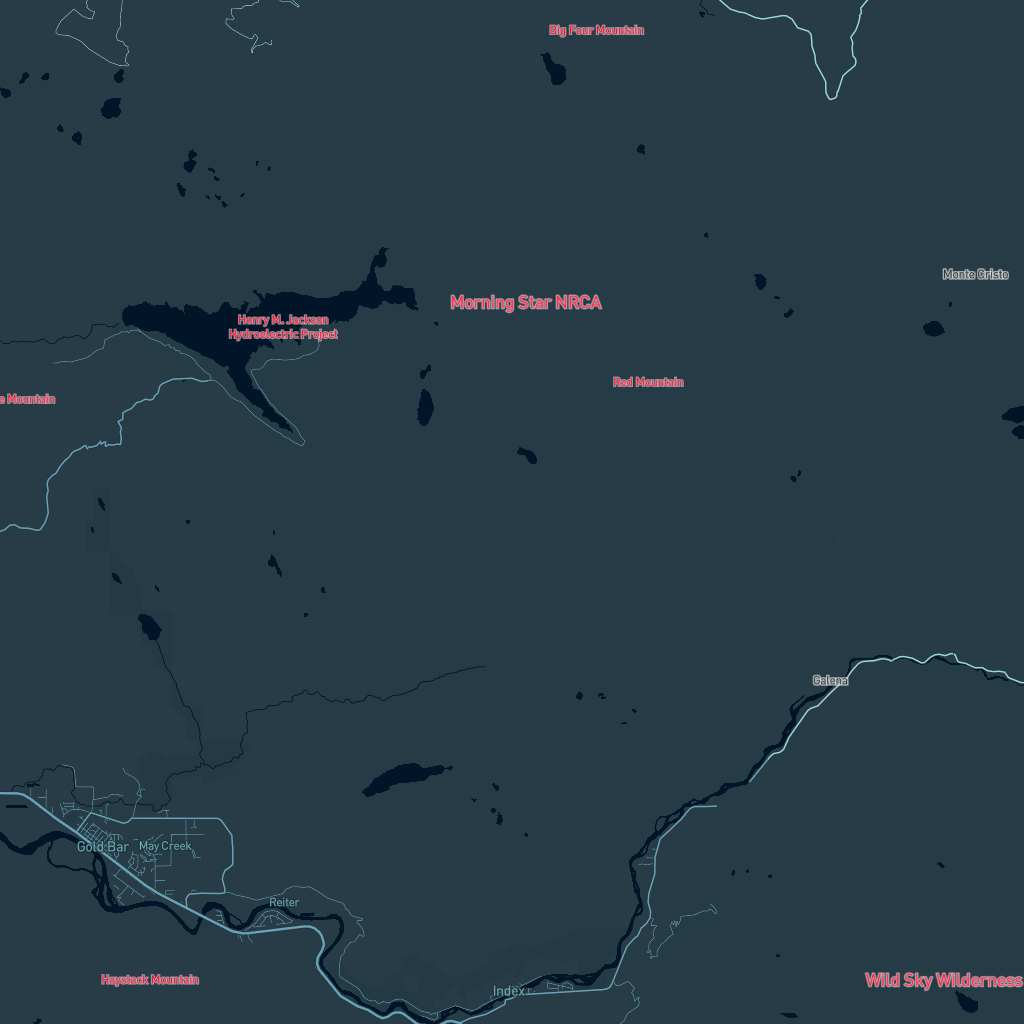 Big Four Mountain
Monte Cristo
Morning Star NRCA
Henry M. Jackson
Hydroelectric Project
Red Mountain
e Mountain
Galena
Gold Bar
May Creek
Reiter
Haystack Mountain
Index
Wild Sky Wilderness